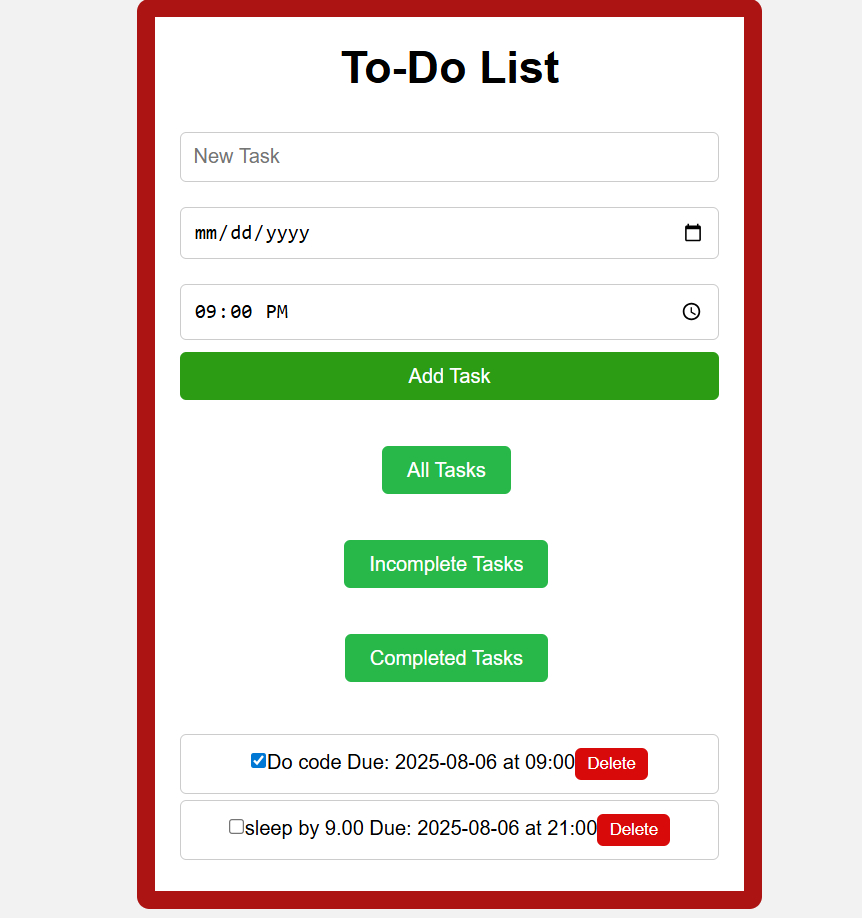 To-Do List
New Task
mm/dd/yyyy
09:00 PM
Add Task
All Tasks
Incomplete Tasks
Completed Tasks
Do code Due: 2025-08-06 at 09:00 Delete
sleep by 9.00 Due: 2025-08-06 at 21:00 Delete